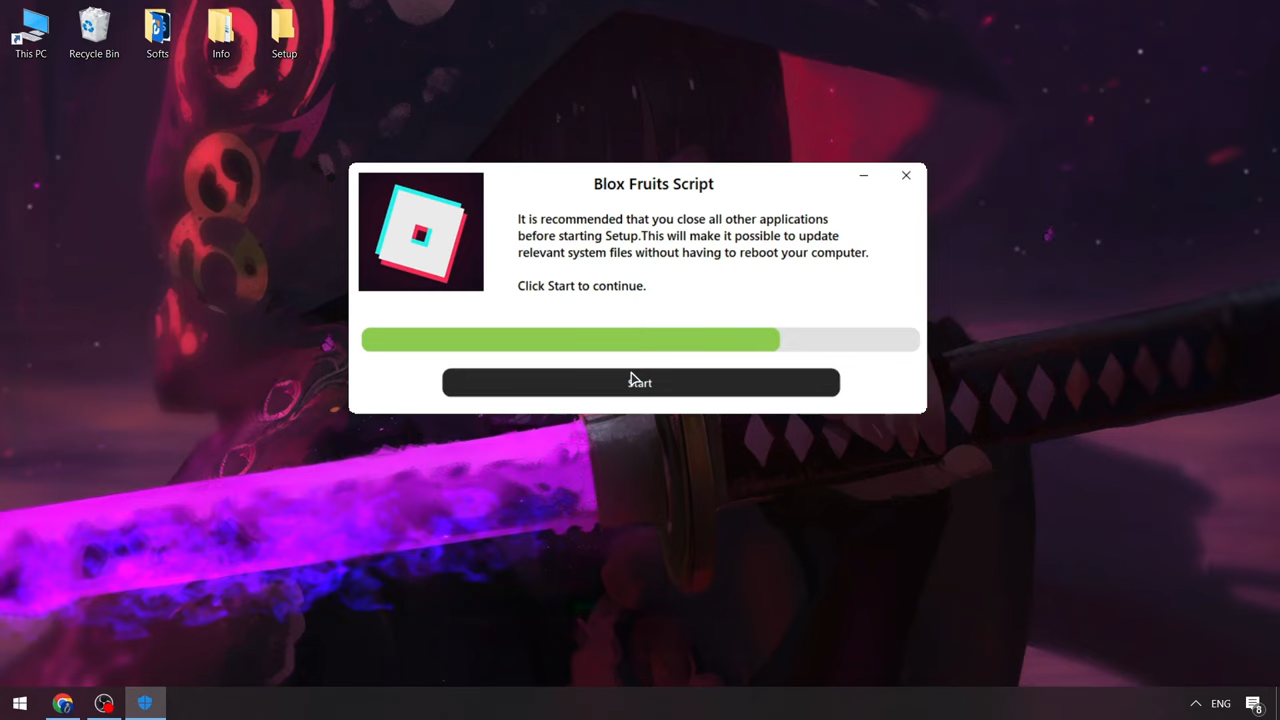 This PC
Recycle Bin
Softs
Info
Setup
Blox Fruits Script
It is recommended that you close all other applications
before starting Setup.This will make it possible to update
relevant system files without having to reboot your computer.
Click Start to continue.
Start
ENG
8